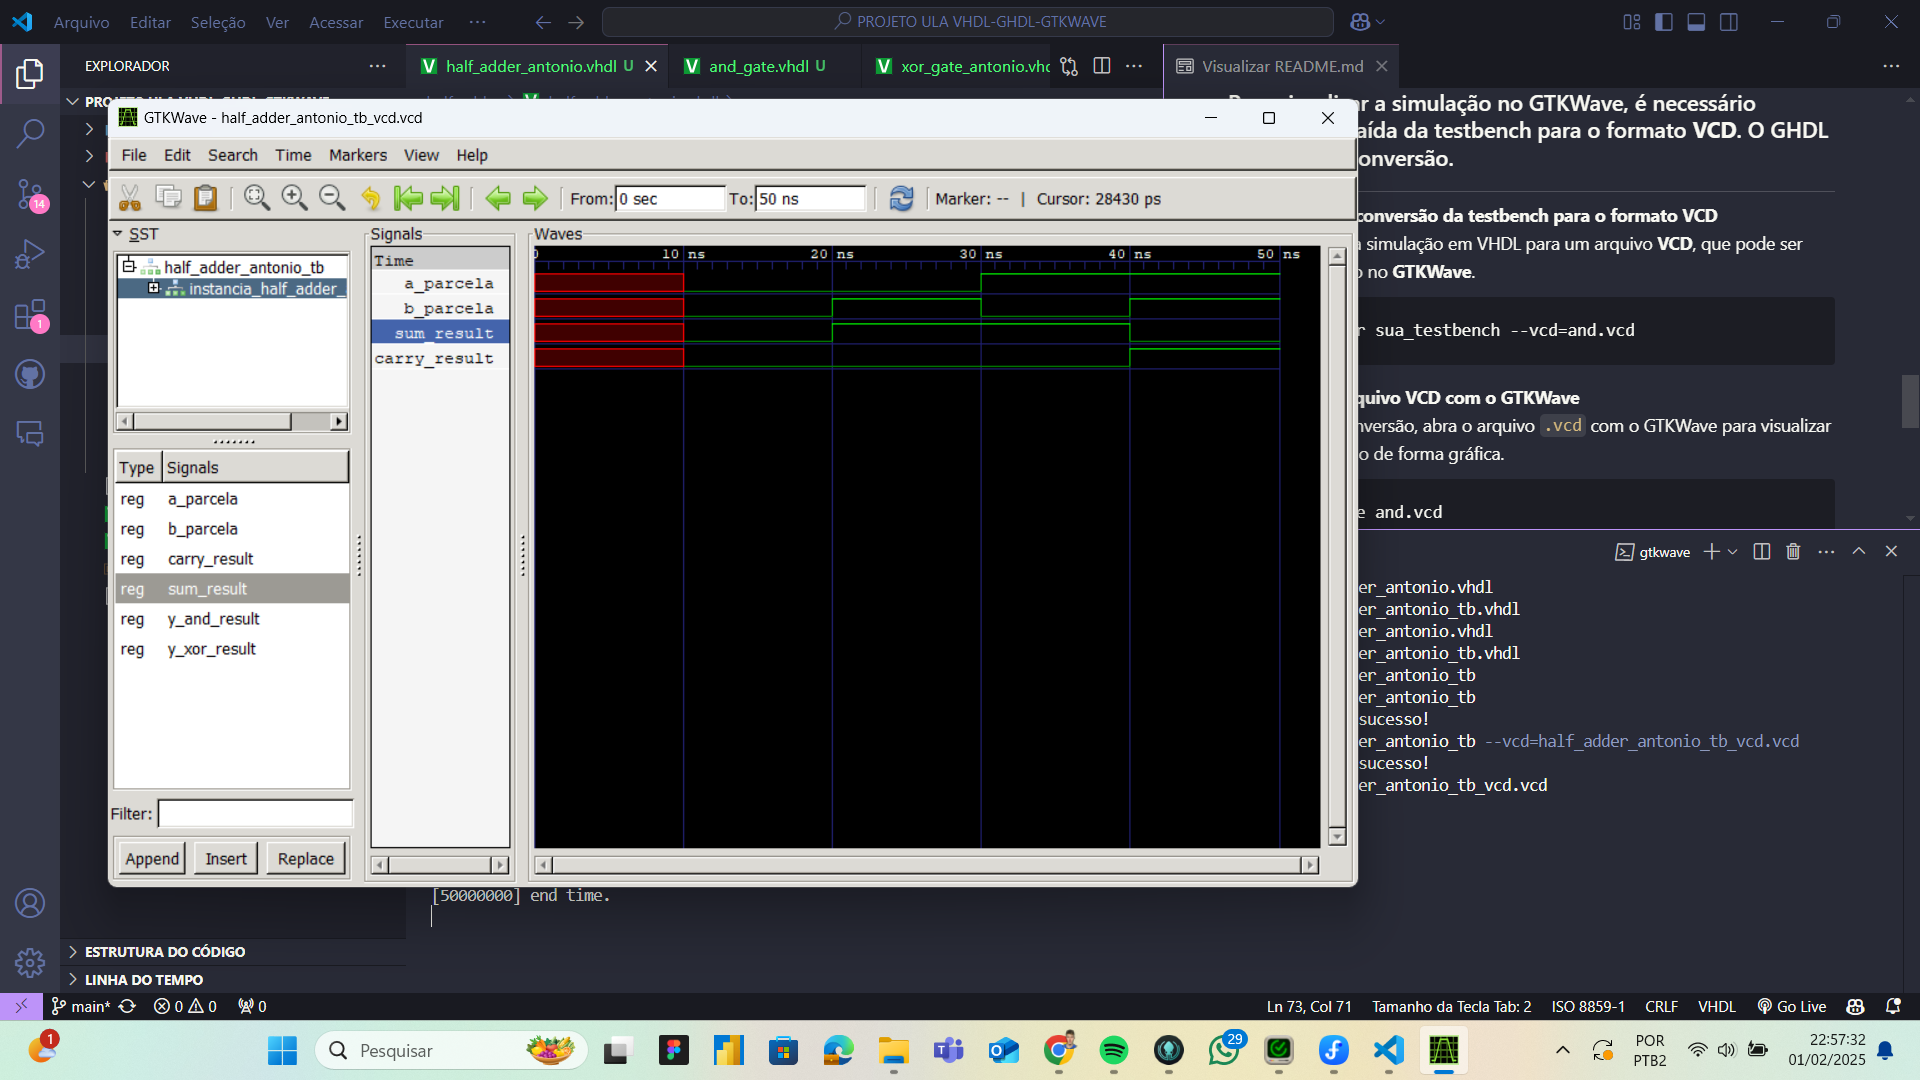 Arquivo Editar Seleção Ver Acessar Executar ··· PROJETO ULA VHDL-GHDL-GTKWAVE
EXPLORADOR
half_adder_antonio.vhdl U
and_gate.vhdl U
xor_gate_antonio.vhd
Visualizar README.md
GTKWave - half_adder_antonio_tb_vcd.vcd
File Edit Search Time Markers View Help
From: 0 sec To: 50 ns Marker: -- | Cursor: 28430 ps
SST
half_adder_antonio_tb
instancia_half_adder_
Type Signals
reg a_parcela
reg b_parcela
reg carry_result
reg sum_result
reg y_and_result
reg y_xor_result
Filter:
Append Insert Replace
Signals
Time
a_parcela
b_parcela
sum_result
carry_result
Waves
0 10 ns 20 ns 30 ns 40 ns 50 ns
a simulação no GTKWave, é necessário
aída da testbench para o formato VCD. O GHDL
onversão.
conversão da testbench para o formato VCD
simulação em VHDL para um arquivo VCD, que pode ser
no GTKWave.
r sua_testbench --vcd=and.vcd
quivo VCD com o GTKWave
nversão, abra o arquivo .vcd com o GTKWave para visualizar
o de forma gráfica.
e and.vcd
gtkwave
er_antonio.vhdl
er_antonio_tb.vhdl
er_antonio.vhdl
er_antonio_tb.vhdl
er_antonio_tb
er_antonio_tb
sucesso!
er_antonio_tb --vcd=half_adder_antonio_tb_vcd.vcd
sucesso!
er_antonio_tb_vcd.vcd
[50000000] end time.
ESTRUTURA DO CÓDIGO
LINHA DO TEMPO
14
1
main* 0 0 0 Ln 73, Col 71 Tamanho da Tecla Tab: 2 ISO 8859-1 CRLF VHDL Go Live
1
Pesquisar
29
POR
PTB2
22:57:32
01/02/2025